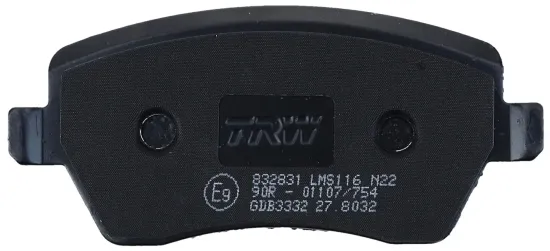 TRW
832831 LMS116 N22
E9 90R - 01107/754
GDB3332 27.8032